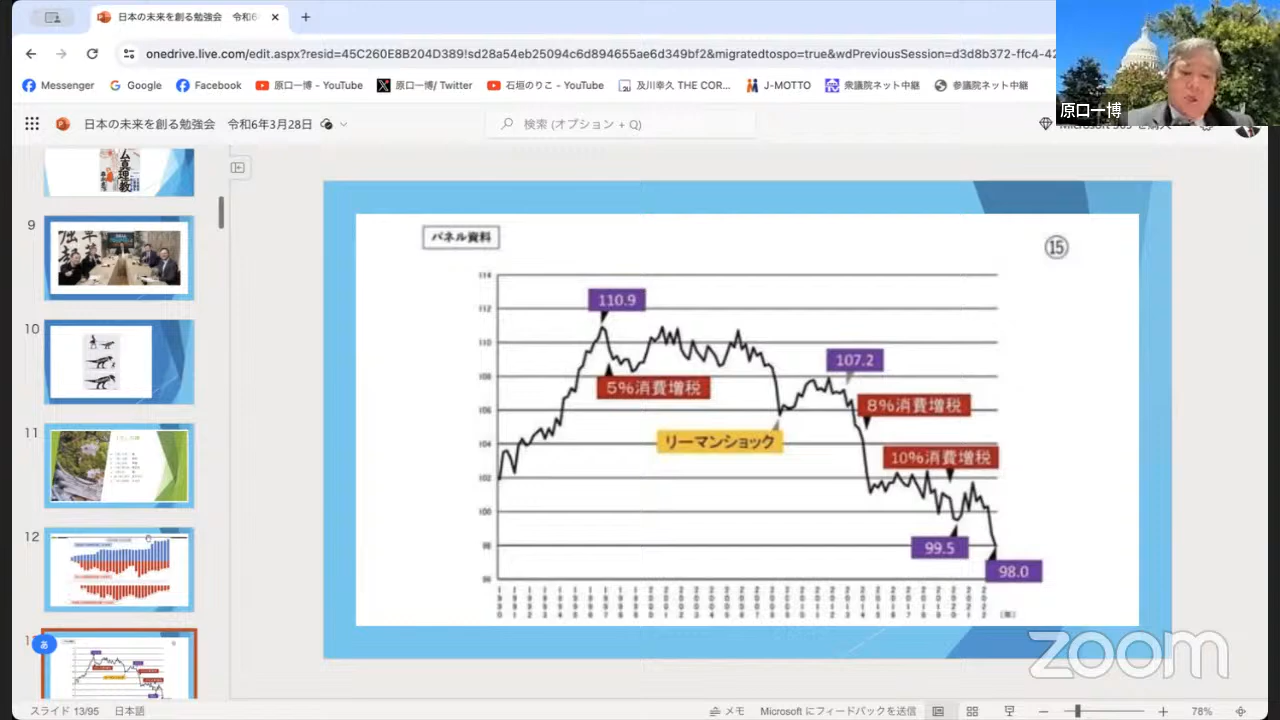 日本の未来を創る勉強会 令和6
onedrive.live.com/edit.aspx?resid=45C260E8B204D389!sd28a54eb25094c6d894655ae6d349bf2&migratedtospo=true&wdPreviousSession=d3d8b372-ffc4-42
Messenger Google Facebook 原口一博 - YouTube 原口一博/ Twitter 石垣のりこ - YouTube 及川幸久 THE COR... J-MOTTO 衆議院ネット中継 参議院ネット中継
原口一博
日本の未来を創る勉強会 令和6年3月28日
検索 (オプション + Q)
9
10
11
12
あ
パネル資料
15
114
112
110
108
106
104
102
100
98
96
110.9
5%消費増税
リーマンショック
107.2
8%消費増税
10%消費増税
99.5
98.0
zoom
スライド 13/95 日本語
メモ
Microsoft にフィードバックを送信
78%